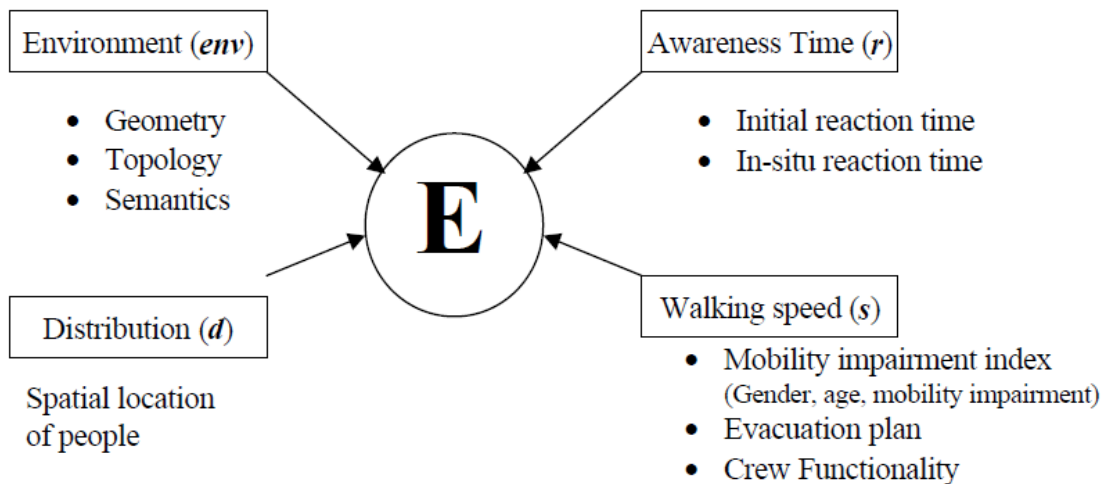 Environment (env)
• Geometry
• Topology
• Semantics
Awareness Time (r)
• Initial reaction time
• In-situ reaction time
E
Distribution (d)
Spatial location
of people
Walking speed (s)
• Mobility impairment index
(Gender, age, mobility impairment)
• Evacuation plan
• Crew Functionality